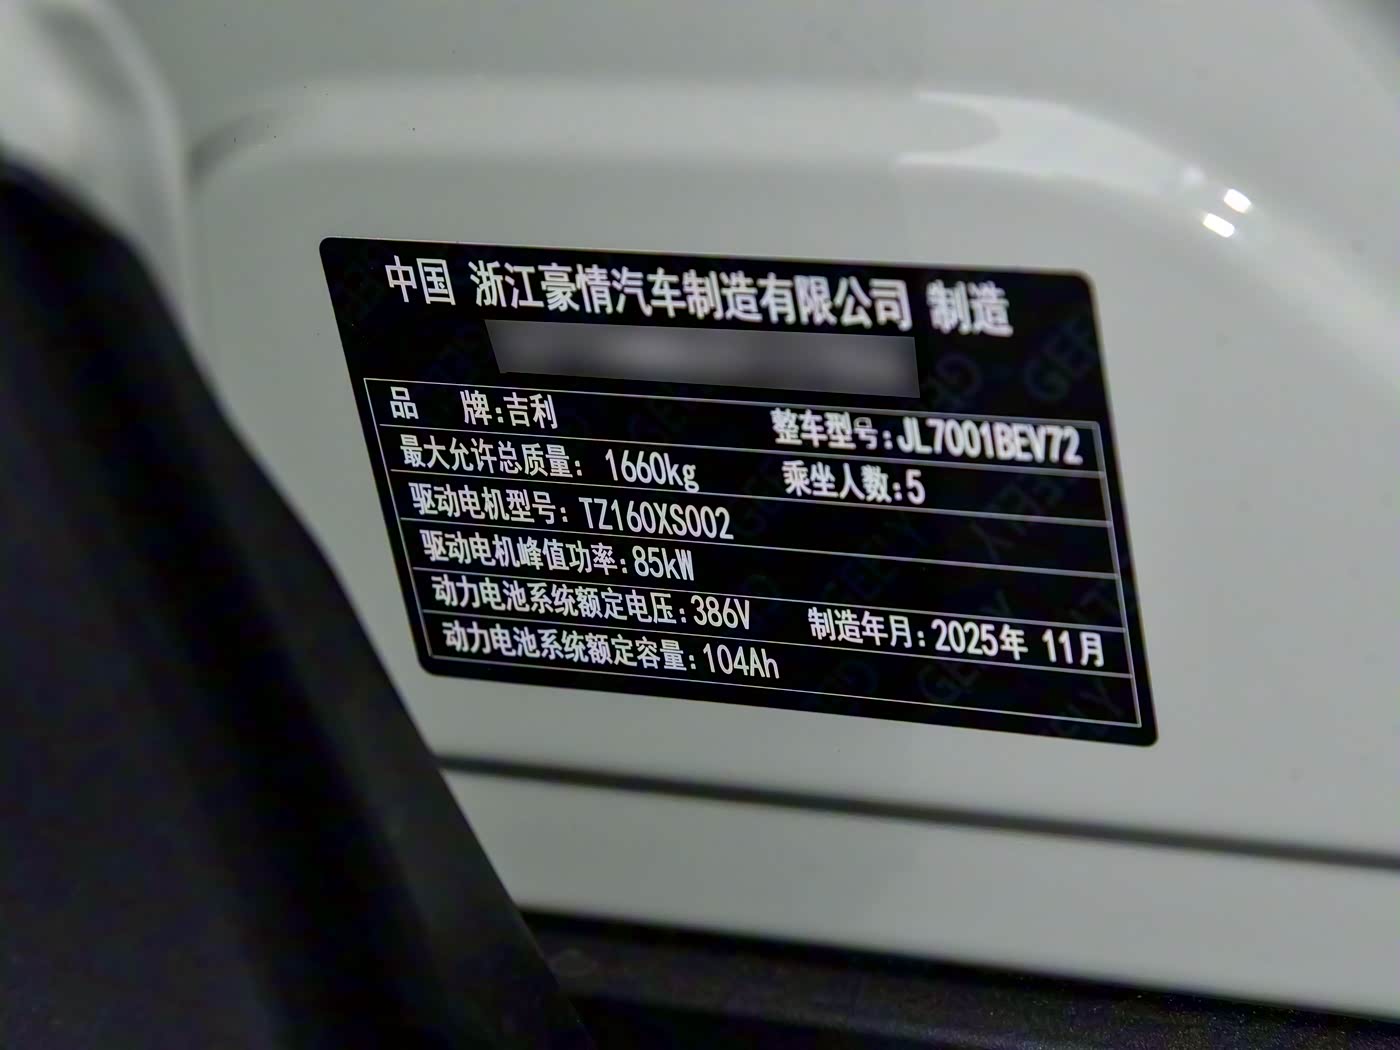 中国 浙江豪情汽车制造有限公司 制造
品 牌:吉利 整车型号:JL7001BEV72
最大允许总质量: 1660kg 乘坐人数:5
驱动电机型号: TZ160XS002
驱动电机峰值功率:85kW
动力电池系统额定电压:386V 制造年月:2025年 11月
动力电池系统额定容量:104Ah